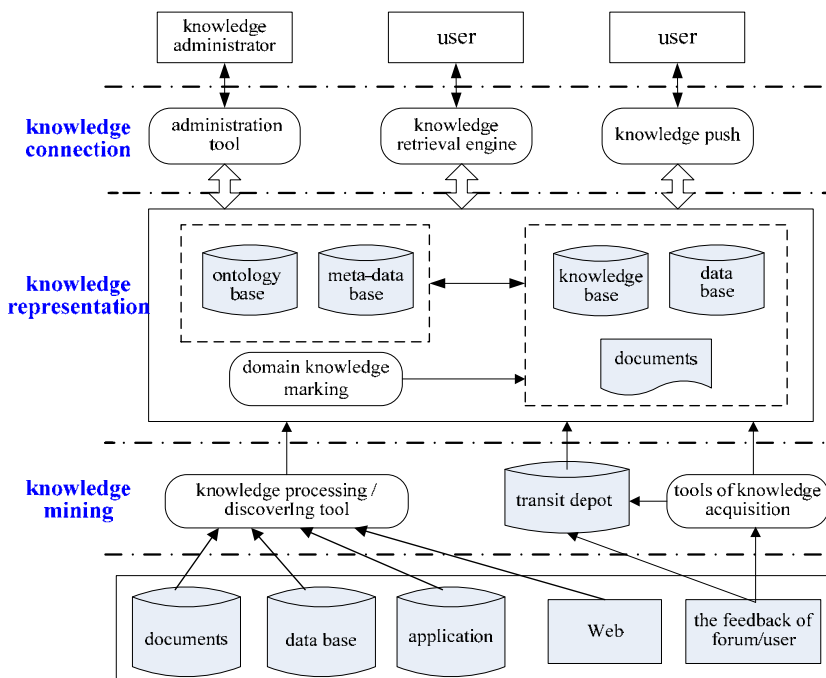 knowledge
administrator
user
user
knowledge
connection
administration
tool
knowledge
retrieval engine
knowledge push
knowledge
representation
ontology
base
meta-data
base
knowledge
base
data
base
domain knowledge
marking
documents
knowledge
mining
knowledge processing /
discovering tool
transit depot
tools of knowledge
acquisition
documents
data base
application
Web
the feedback of
forum/user